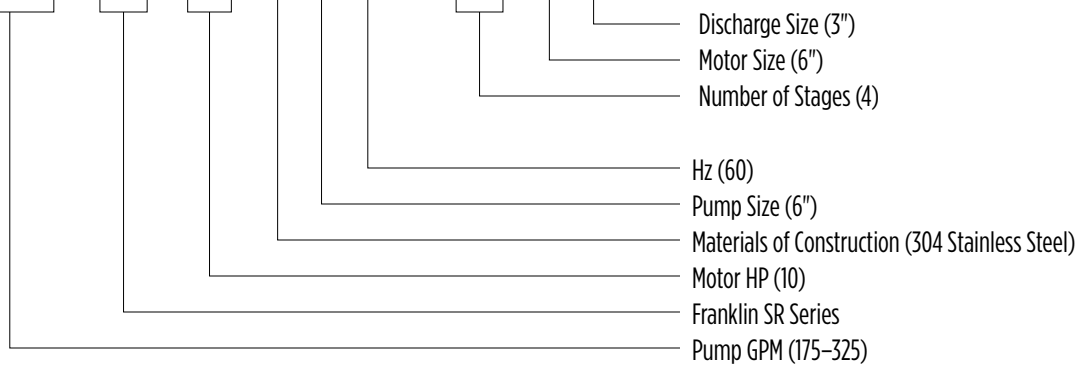 Discharge Size (3")
Motor Size (6")
Number of Stages (4)
Hz (60)
Pump Size (6")
Materials of Construction (304 Stainless Steel)
Motor HP (10)
Franklin SR Series
Pump GPM (175–325)